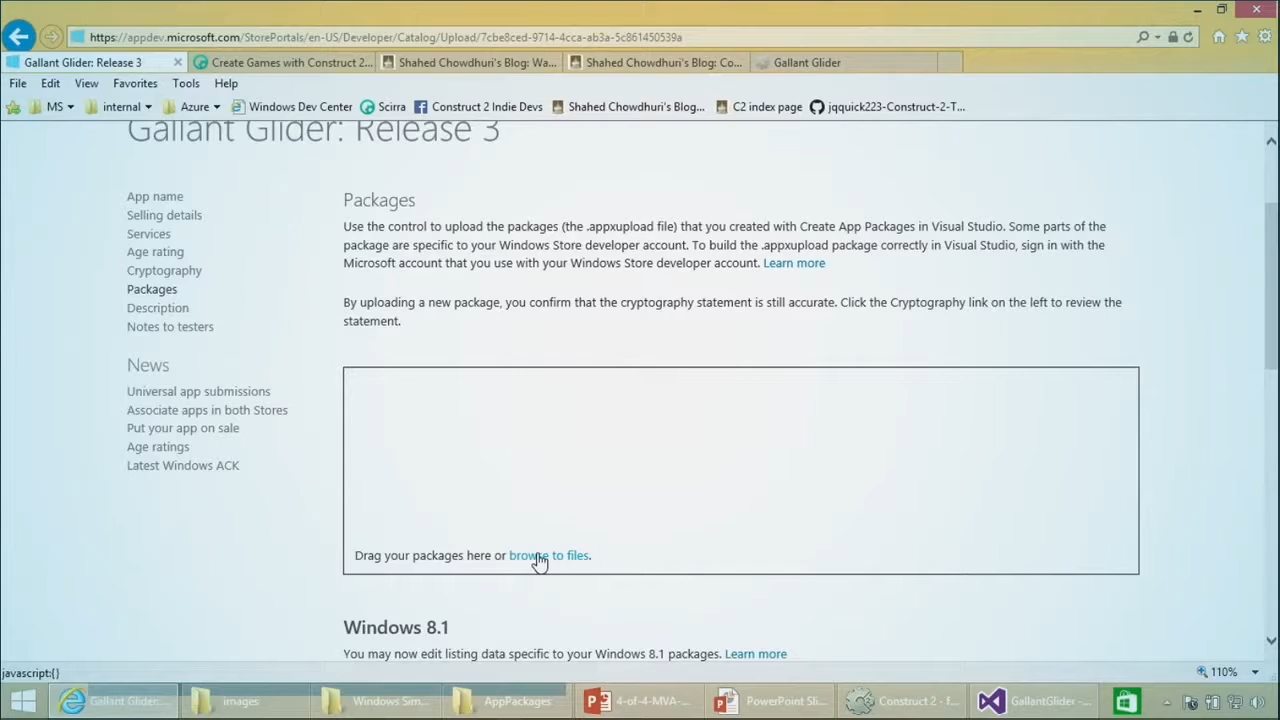 https://appdev.microsoft.com/StorePortals/en-US/Developer/Catalog/Upload/7cbe8ced-9714-4cca-ab3a-5c861450539a
Gallant Glider: Release 3
Create Games with Construct 2...
Shahed Chowdhuri's Blog: Wa...
Shahed Chowdhuri's Blog: Co...
Gallant Glider
File Edit View Favorites Tools Help
MS internal Azure Windows Dev Center Scirra Construct 2 Indie Devs Shahed Chowdhuri's Blog... C2 index page jqquick223-Construct-2-T...
Gallant Glider: Release 3
App name
Selling details
Services
Age rating
Cryptography
Packages
Description
Notes to testers
News
Universal app submissions
Associate apps in both Stores
Put your app on sale
Age ratings
Latest Windows ACK
Packages
Use the control to upload the packages (the .appxupload file) that you created with Create App Packages in Visual Studio. Some parts of the
package are specific to your Windows Store developer account. To build the .appxupload package correctly in Visual Studio, sign in with the
Microsoft account that you use with your Windows Store developer account. Learn more
By uploading a new package, you confirm that the cryptography statement is still accurate. Click the Cryptography link on the left to review the
statement.
Drag your packages here or browse to files.
Windows 8.1
You may now edit listing data specific to your Windows 8.1 packages. Learn more
javascript:{}
110%
Gallant Glider:... images Windows Sim... AppPackages 4-of-4-MVA-... PowerPoint Sli... Construct 2 - f... GallantGlider -...